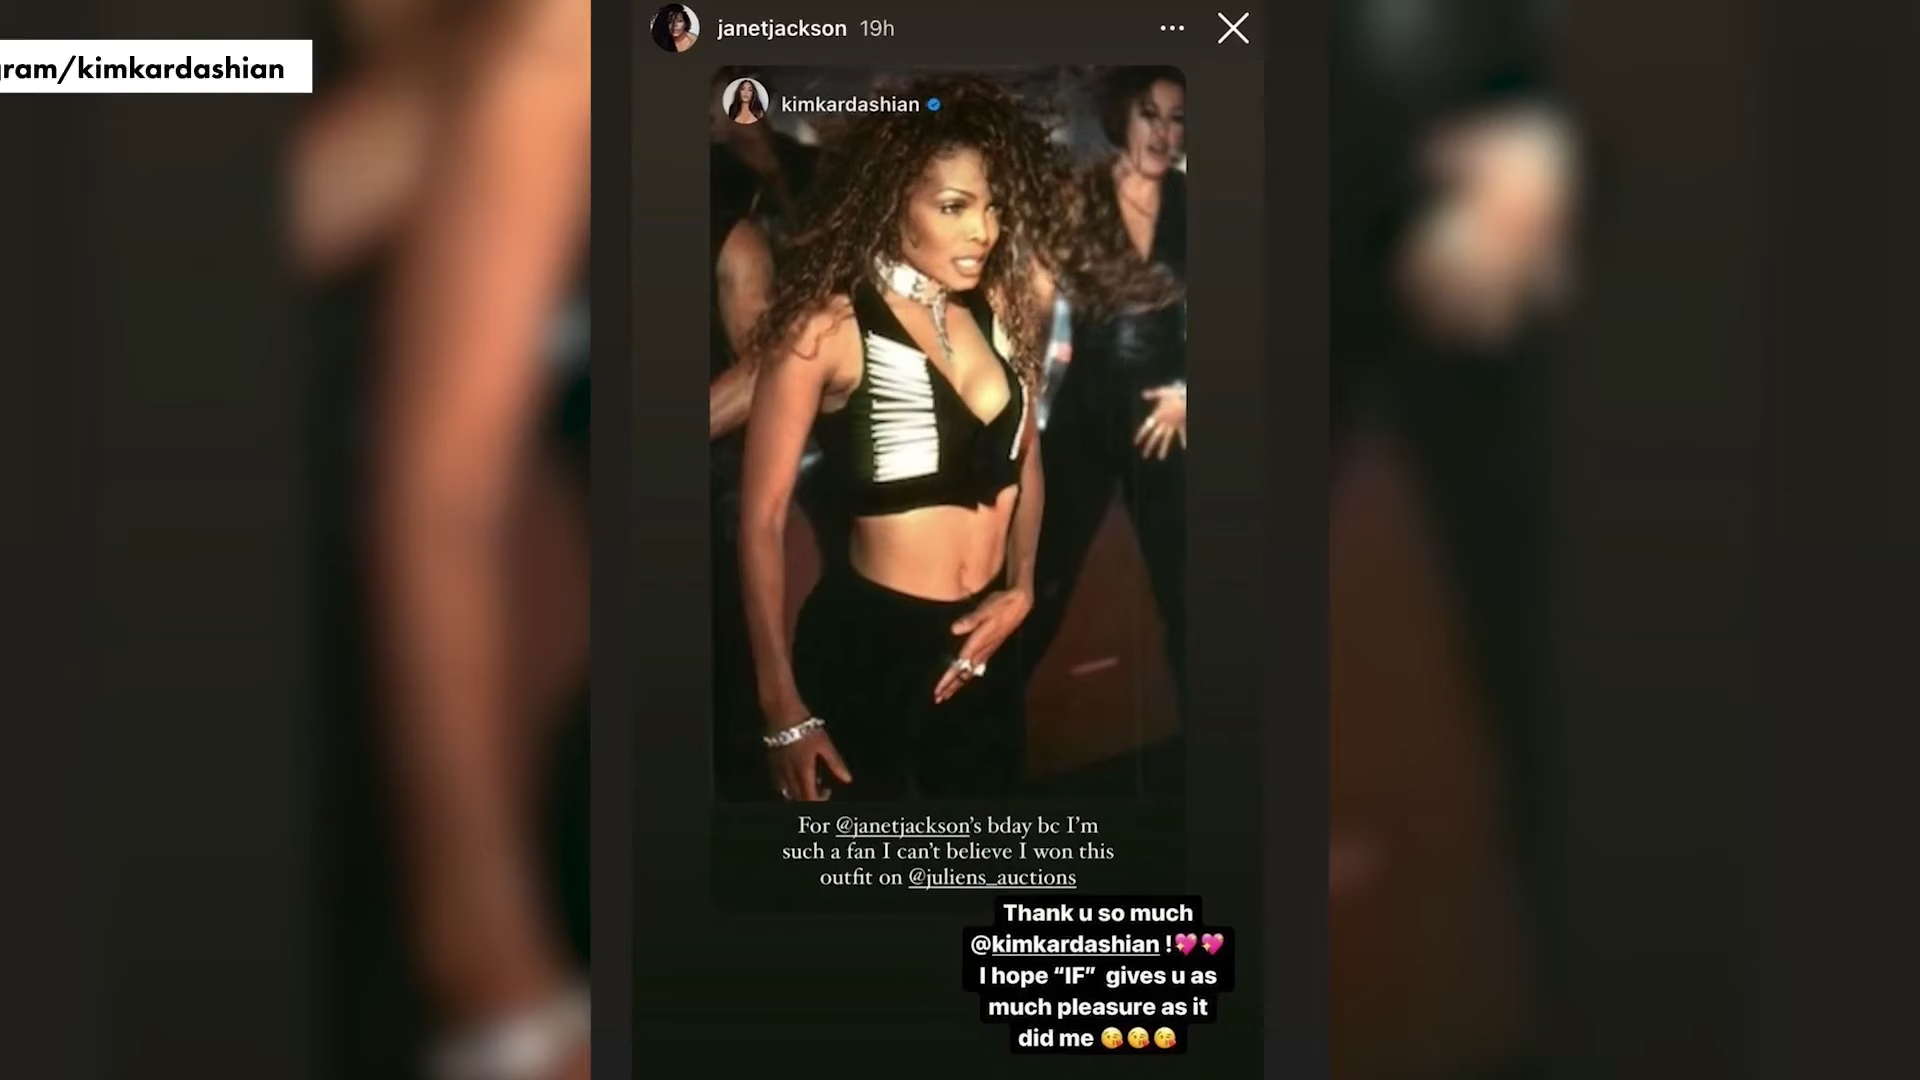 gram/kimkardashian
janetjackson 19h
kimkardashian
For @janetjackson's bday bc I'm
such a fan I can't believe I won this
outfit on @juliens_auctions
Thank u so much
@kimkardashian !💖💖
I hope “IF” gives u as
much pleasure as it
did me 😘😘😘